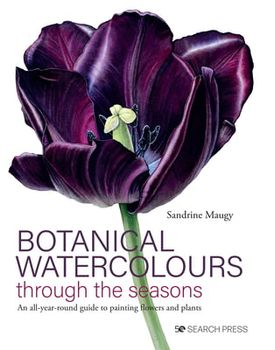 Sandrine Maugy
BOTANICAL
WATERCOLOURS
through the seasons
An all-year-round guide to painting flowers and plants
SEARCH PRESS